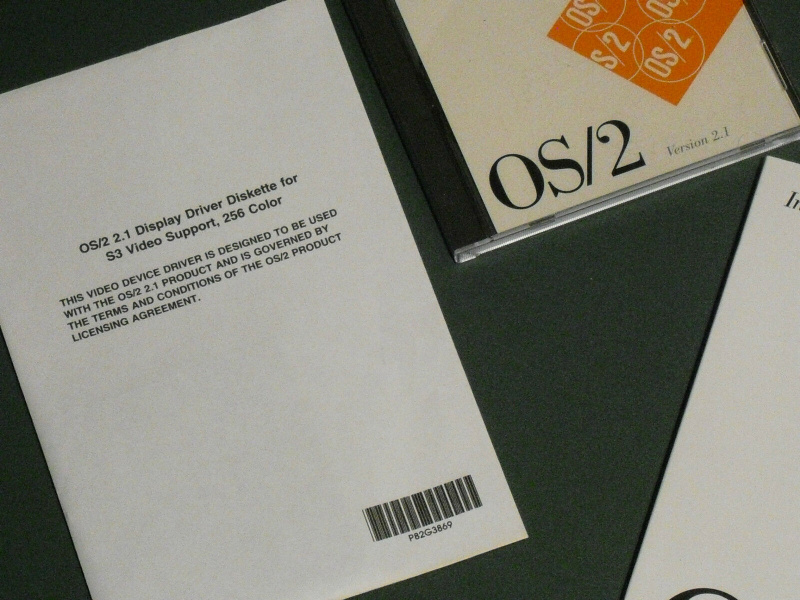 OS/2 2.1 Display Driver Diskette for
S3 Video Support, 256 Color
THIS VIDEO DEVICE DRIVER IS DESIGNED TO BE USED
WITH THE OS/2 2.1 PRODUCT AND IS GOVERNED BY
THE TERMS AND CONDITIONS OF THE OS/2 PRODUCT
LICENSING AGREEMENT.
P82G3869
OS/2
OS/2
OS/2 Version 2.1